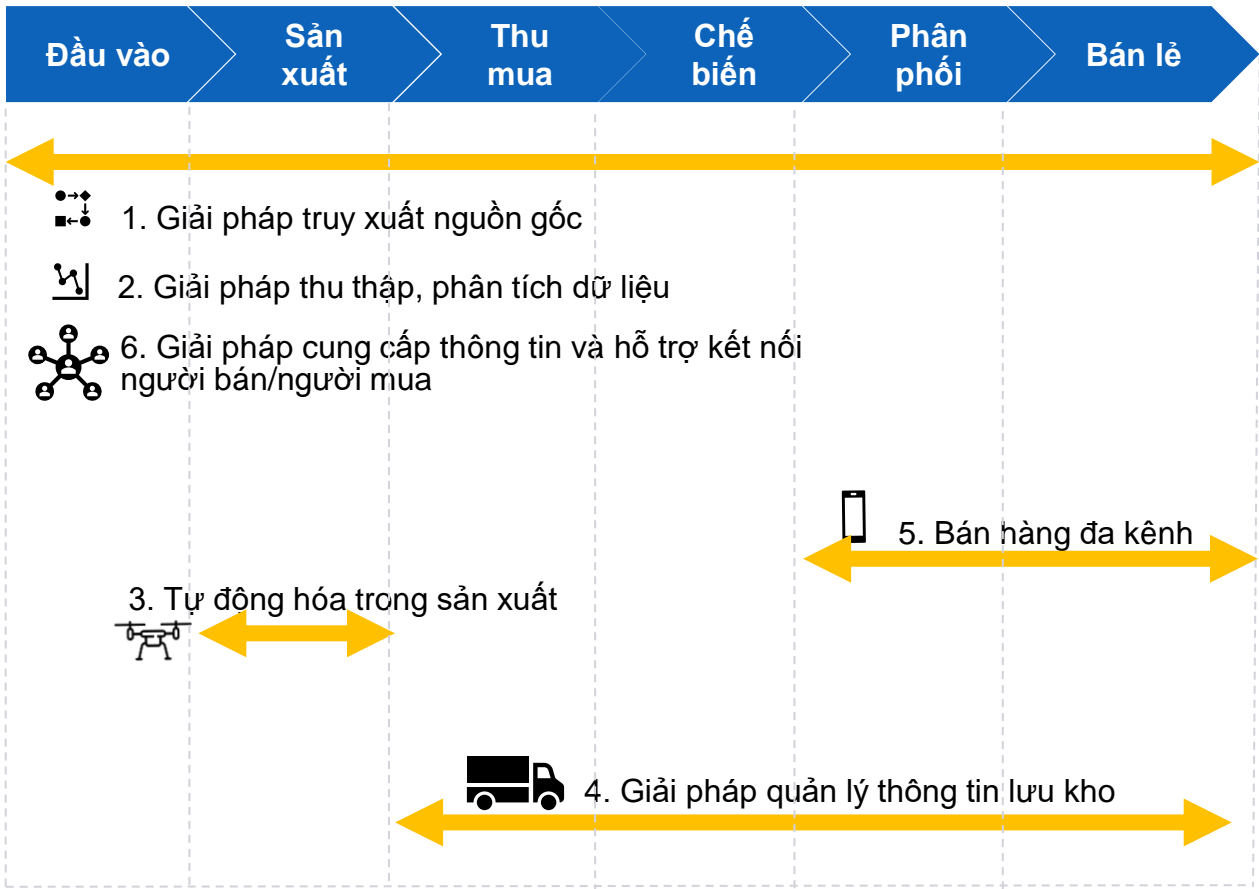 Đầu vào
Sản
xuất
Thu
mua
Chế
biến
Phân
phối
Bán lẻ
1. Giải pháp truy xuất nguồn gốc
2. Giải pháp thu thập, phân tích dữ liệu
6. Giải pháp cung cấp thông tin và hỗ trợ kết nối
người bán/người mua
5. Bán hàng đa kênh
3. Tự động hóa trong sản xuất
4. Giải pháp quản lý thông tin lưu kho